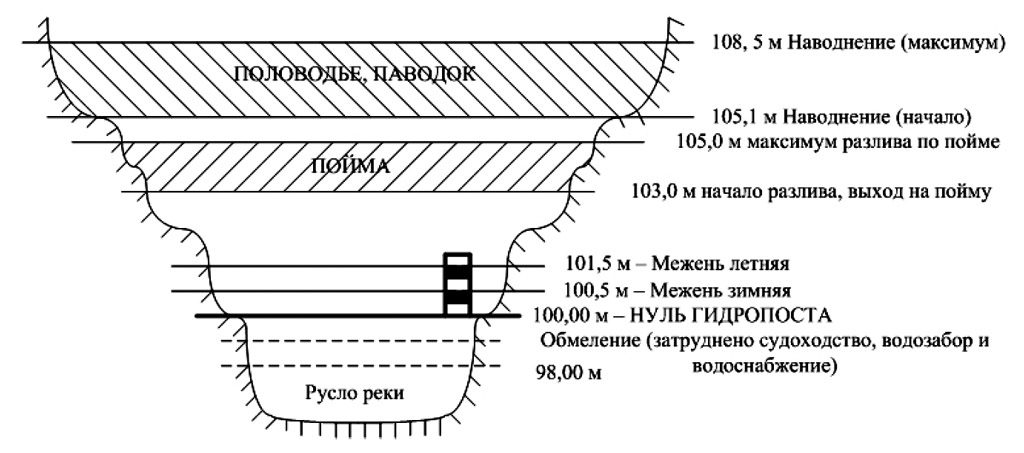 108, 5 м Наводнение (максимум)
ПОЛОВОДЬЕ, ПАВОДОК
105,1 м Наводнение (начало)
105,0 м максимум разлива по пойме
ПОЙМА
103,0 м начало разлива, выход на пойму
101,5 м – Межень летняя
100,5 м – Межень зимняя
100,00 м – НУЛЬ ГИДРОПОСТА
Обмеление (затруднено судоходство, водозабор и
водоснабжение)
98,00 м
Русло реки